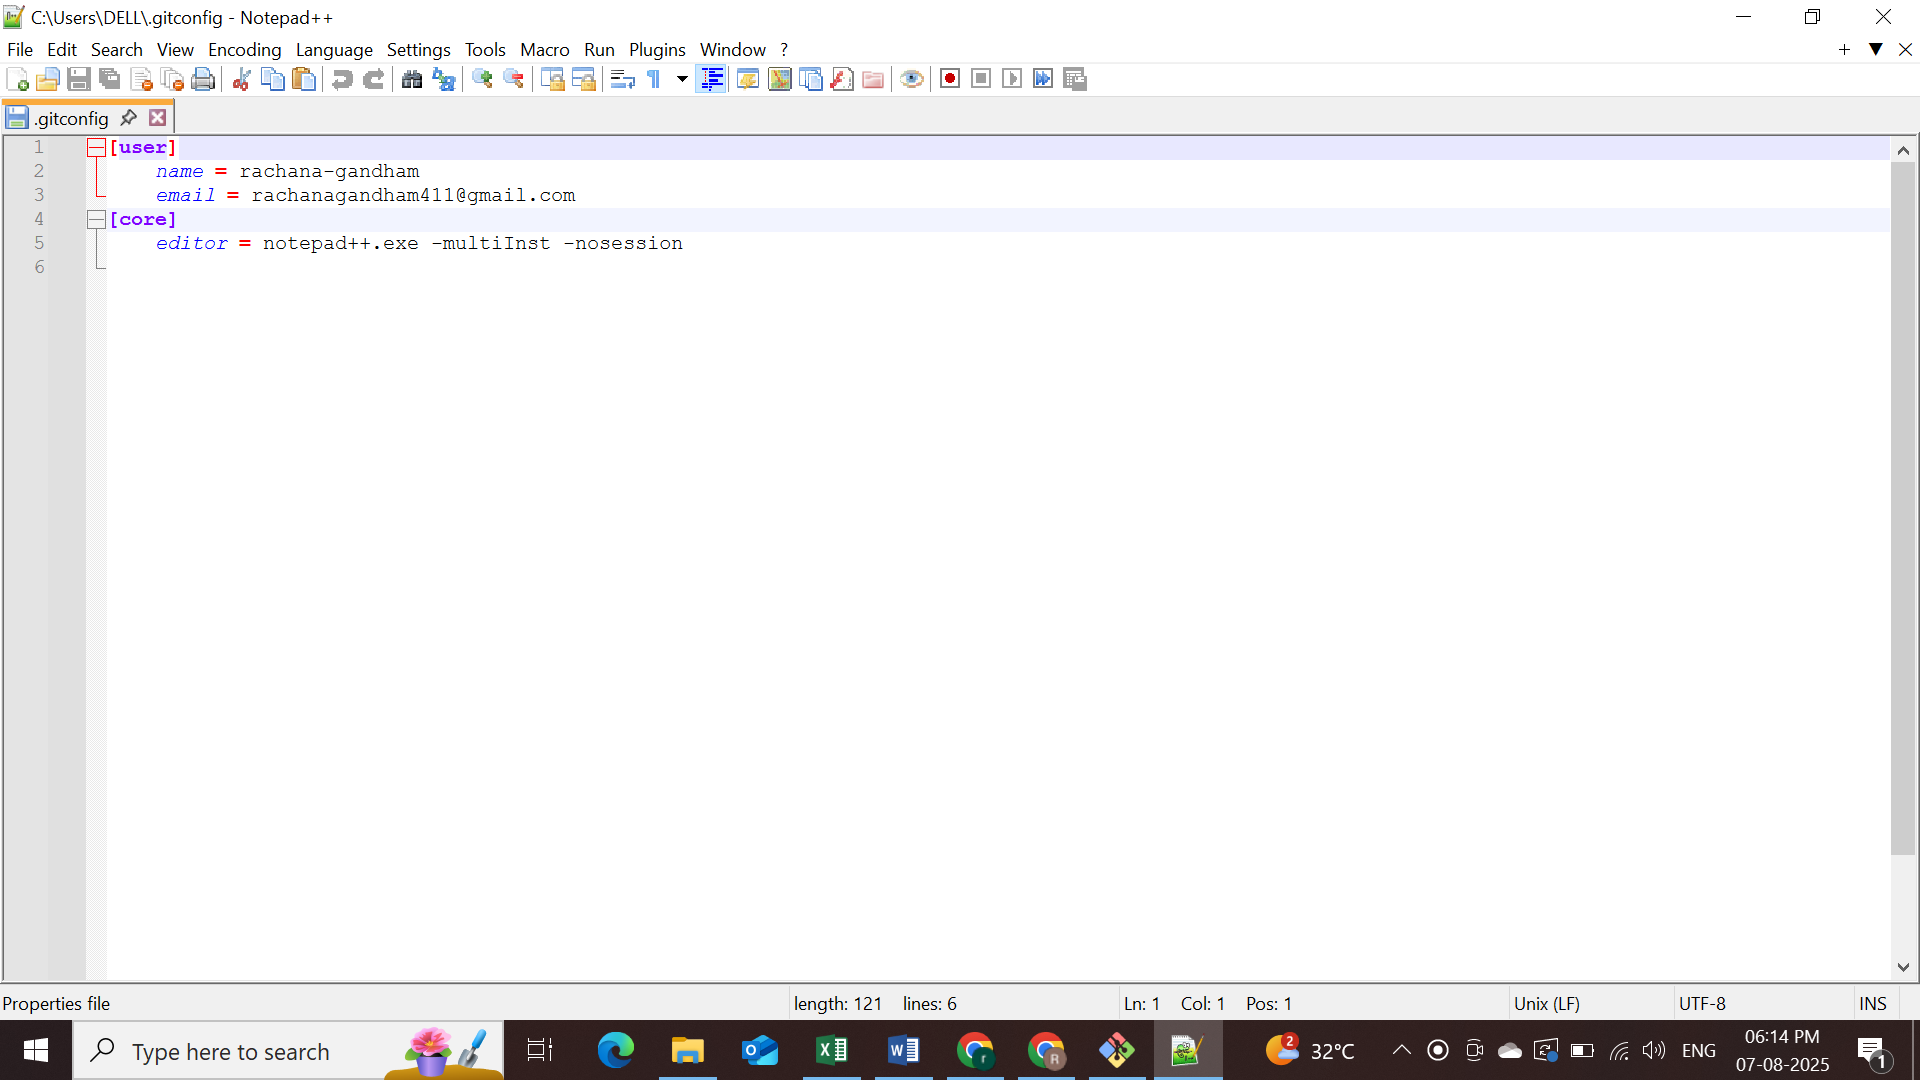 C:\Users\DELL\.gitconfig - Notepad++
File Edit Search View Encoding Language Settings Tools Macro Run Plugins Window ?
.gitconfig
1 [user]
2 name = rachana-gandham
3 email = rachanagandham411@gmail.com
4 [core]
5 editor = notepad++.exe -multiInst -nosession
6
Properties file length: 121 lines: 6 Ln: 1 Col: 1 Pos: 1 Unix (LF) UTF-8 INS
Type here to search 2 32°C ENG 06:14 PM
07-08-2025 1